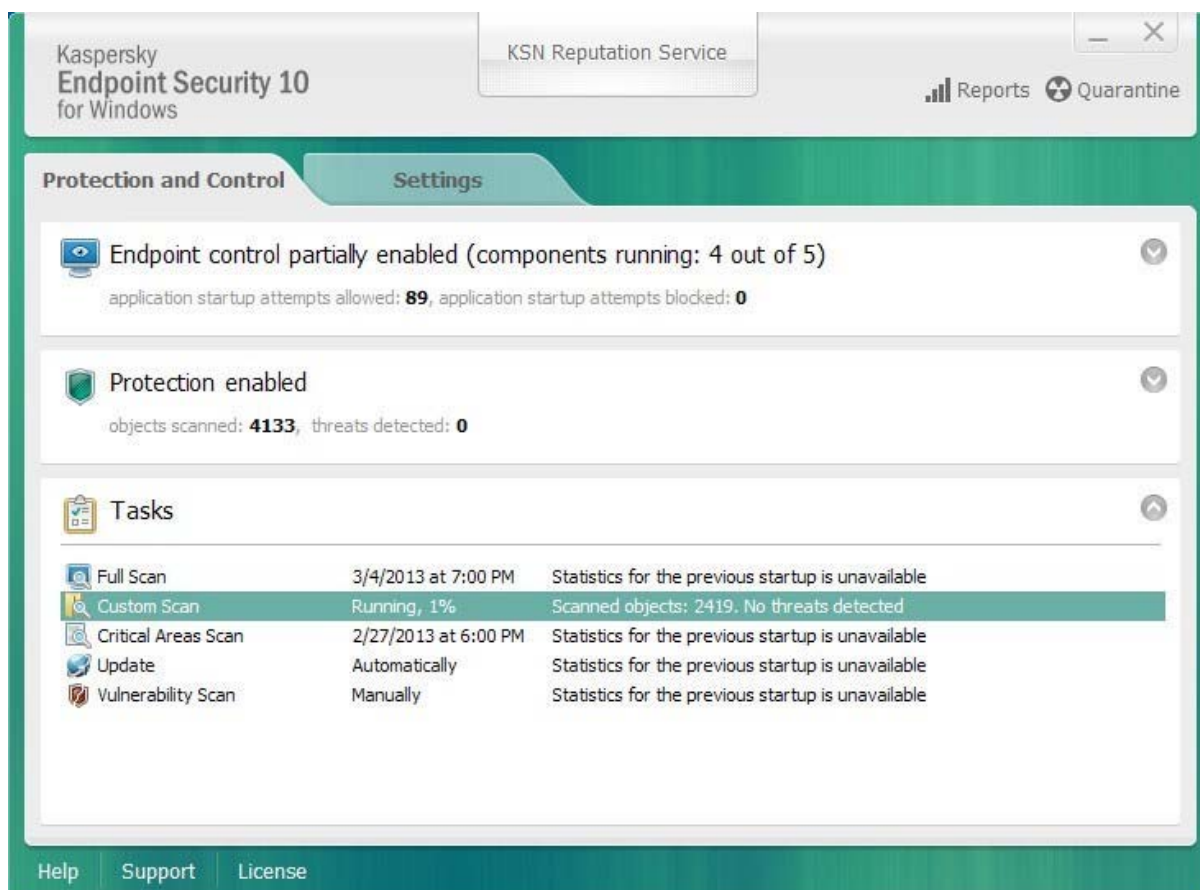 Kaspersky
Endpoint Security 10
for Windows
KSN Reputation Service
Reports Quarantine
Protection and Control Settings
Endpoint control partially enabled (components running: 4 out of 5)
application startup attempts allowed: 89, application startup attempts blocked: 0
Protection enabled
objects scanned: 4133, threats detected: 0
Tasks
Full Scan 3/4/2013 at 7:00 PM Statistics for the previous startup is unavailable
Custom Scan Running, 1% Scanned objects: 2419. No threats detected
Critical Areas Scan 2/27/2013 at 6:00 PM Statistics for the previous startup is unavailable
Update Automatically Statistics for the previous startup is unavailable
Vulnerability Scan Manually Statistics for the previous startup is unavailable
Help Support License